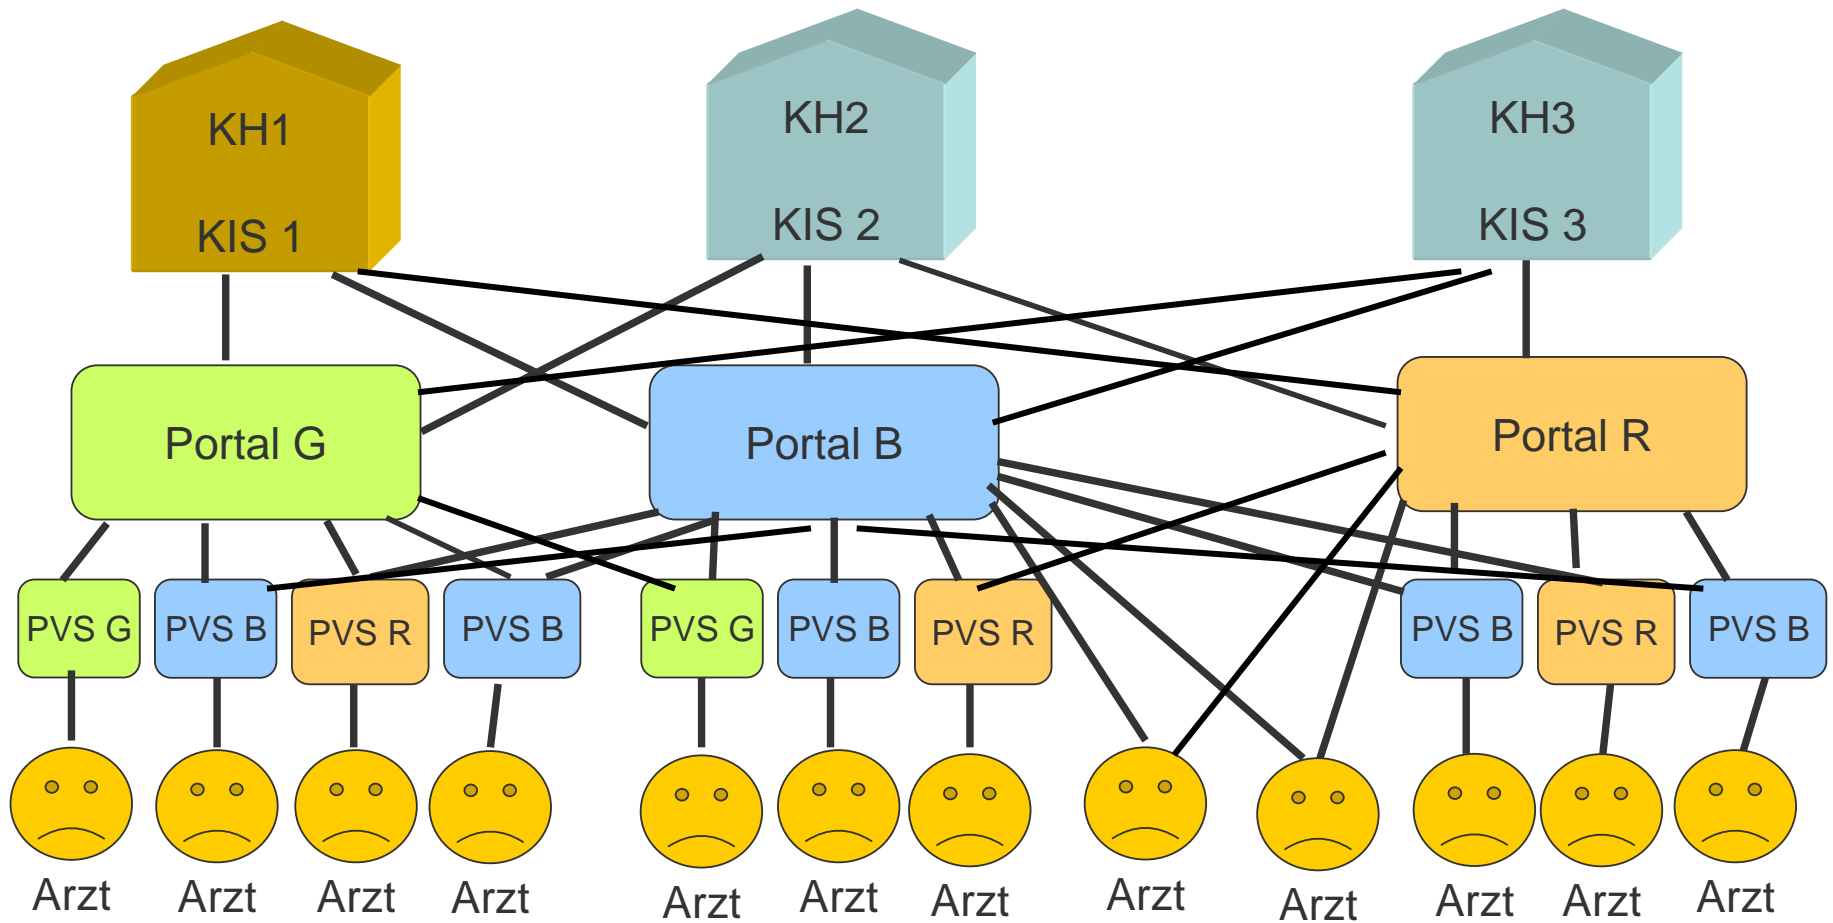 KH1
KIS 1
KH2
KIS 2
KH3
KIS 3
Portal G
Portal B
Portal R
PVS G
PVS B
PVS R
PVS B
PVS G
PVS B
PVS R
PVS B
PVS R
PVS B
Arzt
Arzt
Arzt
Arzt
Arzt
Arzt
Arzt
Arzt
Arzt
Arzt
Arzt
Arzt